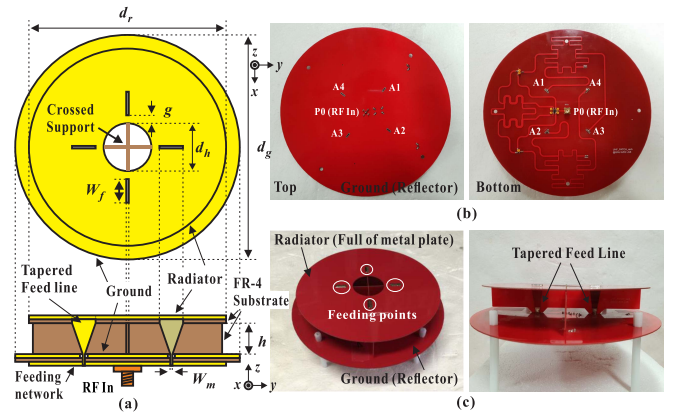 d_r
z
y
x
Crossed
Support
g
d_h
d_g
W_f
Tapered
Feed line
Ground
Radiator
FR-4
Substrate
h
Feeding
network
RF In
W_m
z
x
y
(a)
A4
A1
P0 (RF In)
A3
A2
Top
Ground (Reflector)
A1
A4
P0 (RF In)
A2
A3
Bottom
(b)
Radiator (Full of metal plate)
Feeding points
Ground (Reflector)
Tapered Feed Line
(c)